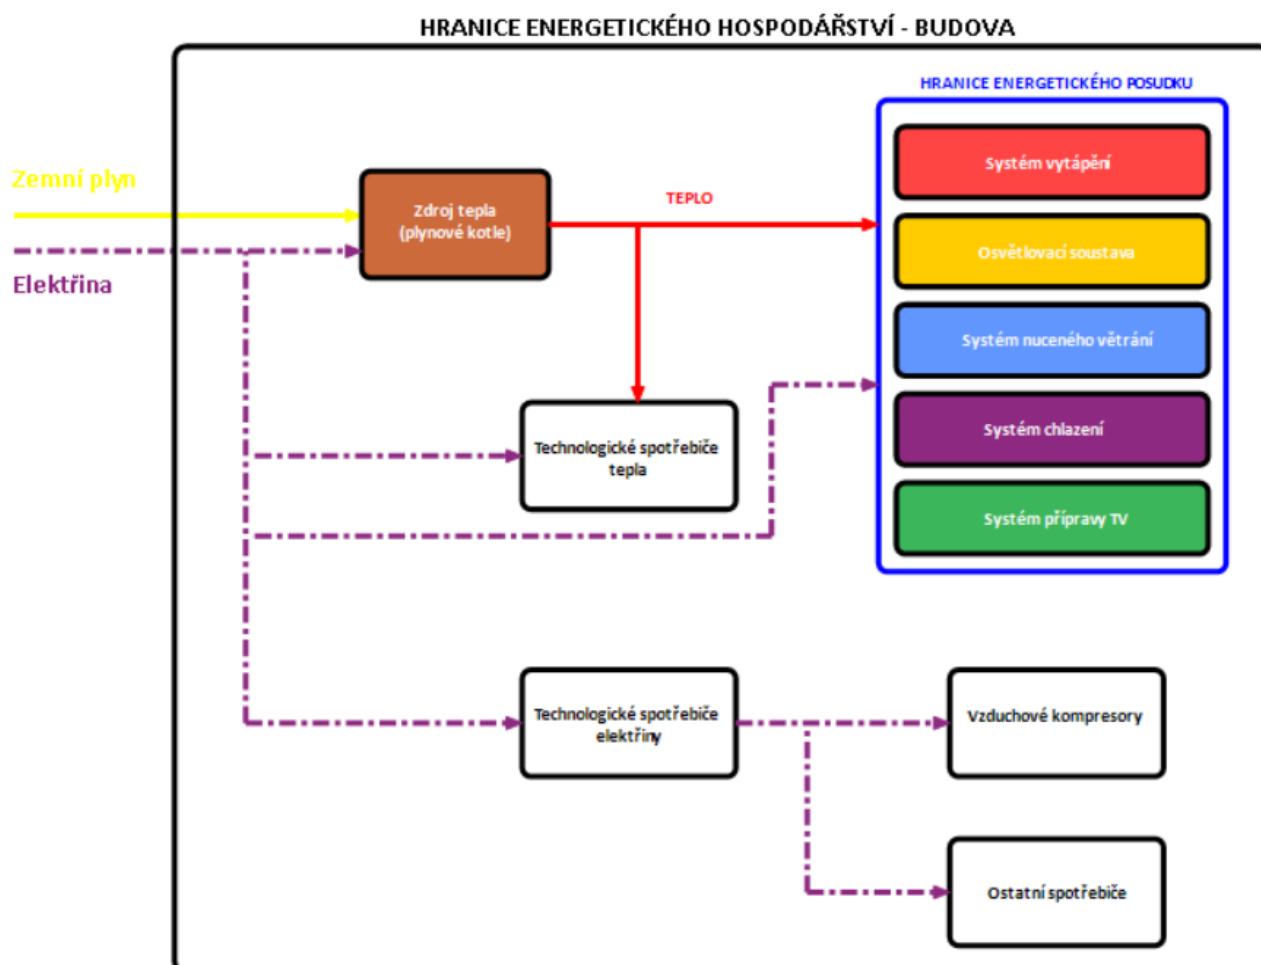 HRANICE ENERGETICKÉHO HOSPODÁŘSTVÍ - BUDOVA
HRANICE ENERGETICKÉHO POSUDKU
Systém vytápění
Zemní plyn
Zdroj tepla
(plynové kotle)
TEPLO
Osvětlovací soustava
Elektřina
Systém nuceného větrání
Systém chlazení
Technologické spotřebiče
tepla
Systém přípravy TV
Technologické spotřebiče
elektřiny
Vzduchové kompresory
Ostatní spotřebiče